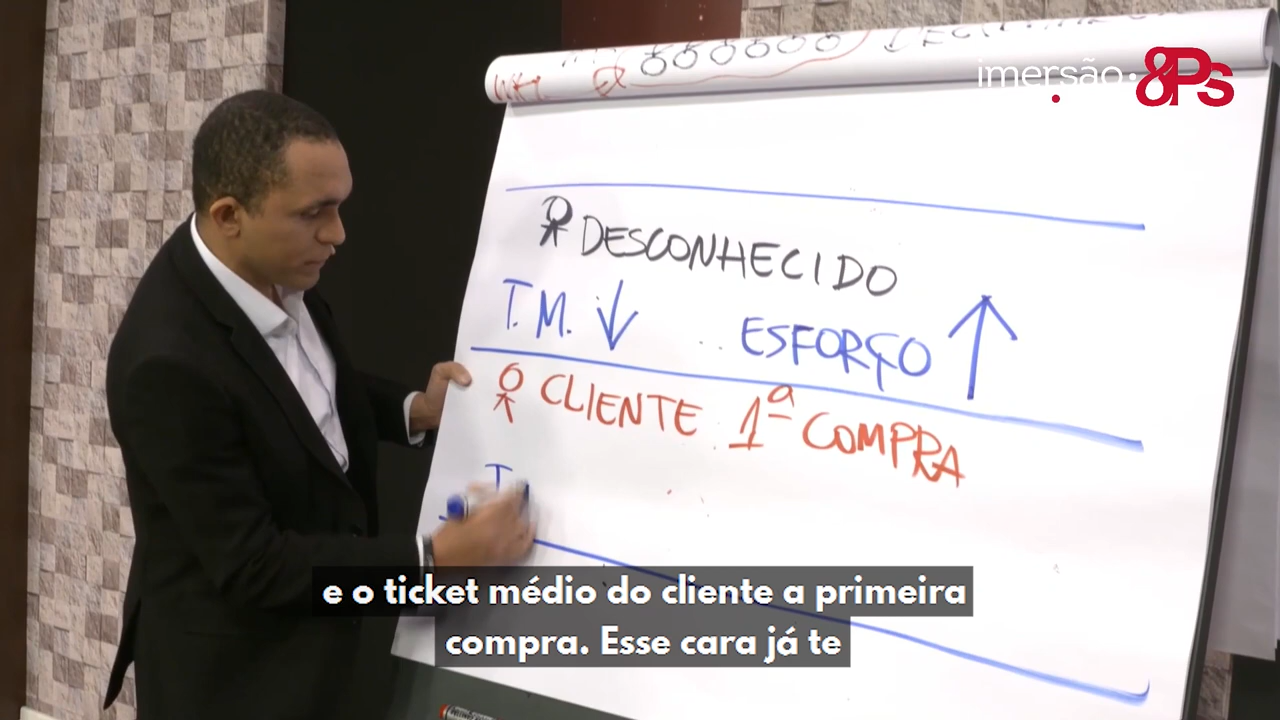 imersão 8Ps
DESCONHECIDO
T.M. ESFORÇO
CLIENTE 1ª COMPRA
T
e o ticket médio do cliente a primeira
compra. Esse cara já te